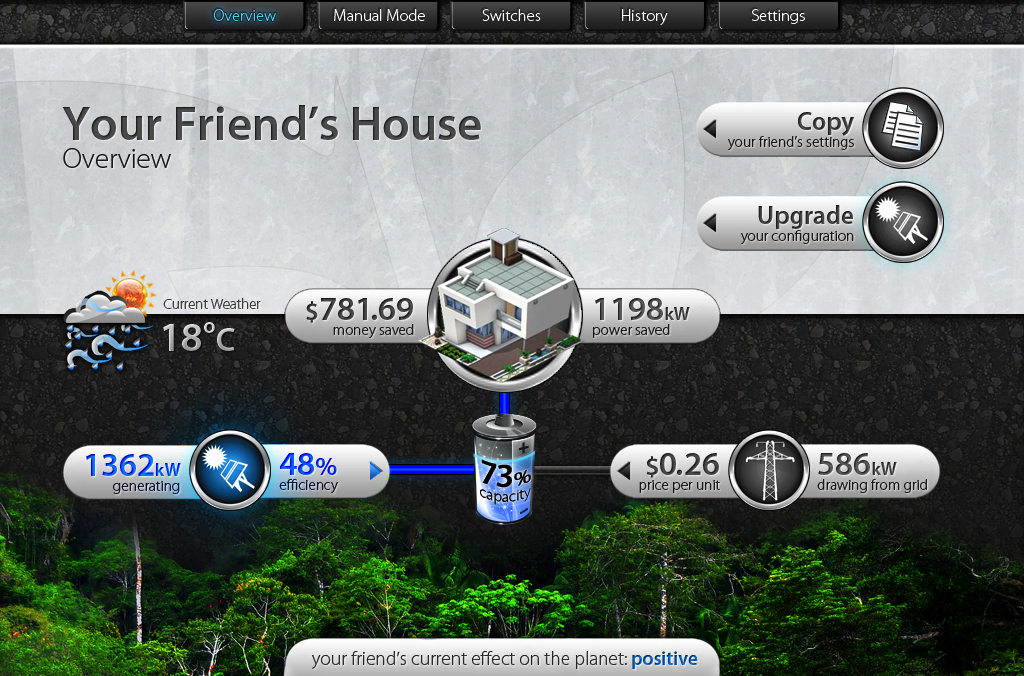 Overview
Manual Mode
Switches
History
Settings
Your Friend's House
Overview
Copy
your friend's settings
Upgrade
your configuration
Current Weather
18°C
$781.69
money saved
1198kW
power saved
1362kW
generating
48%
efficiency
73%
capacity
$0.26
price per unit
586kW
drawing from grid
your friend's current effect on the planet: positive